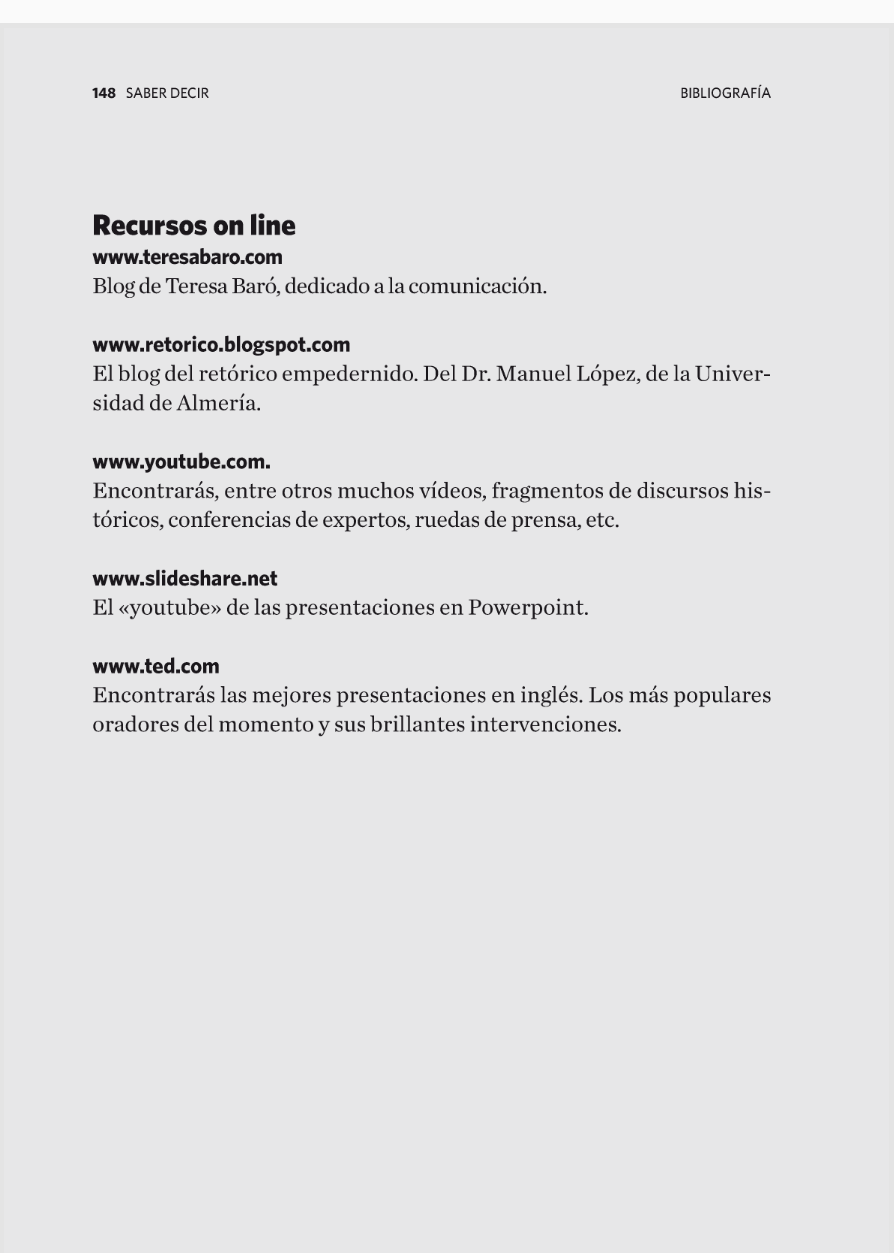 148 SABER DECIR
BIBLIOGRAFÍA
Recursos on line
www.teresabaro.com
Blog de Teresa Baró, dedicado a la comunicación.
www.retorico.blogspot.com
El blog del retórico empedernido. Del Dr. Manuel López, de la Univer-
sidad de Almería.
www.youtube.com.
Encontrarás, entre otros muchos vídeos, fragmentos de discursos his-
tóricos, conferencias de expertos, ruedas de prensa, etc.
www.slideshare.net
El «youtube» de las presentaciones en Powerpoint.
www.ted.com
Encontrarás las mejores presentaciones en inglés. Los más populares
oradores del momento y sus brillantes intervenciones.